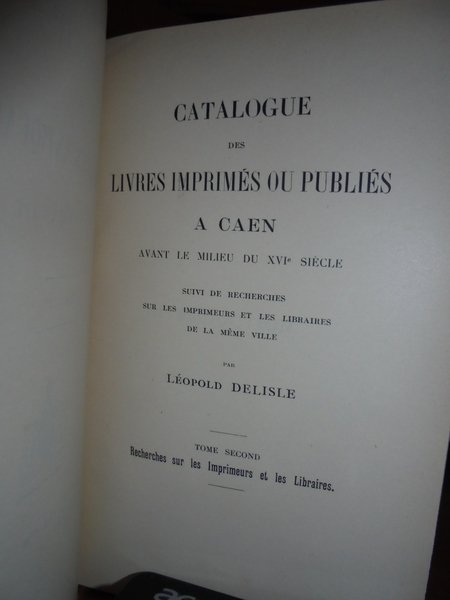 CATALOGUE
DES
LIVRES IMPRIMÉS OU PUBLIÉS
A CAEN
AVANT LE MILIEU DU XVIe SIÈCLE
SUIVI DE RECHERCHES
SUR LES IMPRIMEURS ET LES LIBRAIRES
DE LA MÊME VILLE
PAR
LÉOPOLD DELISLE
TOME SECOND
Recherches sur les Imprimeurs et les Libraires.